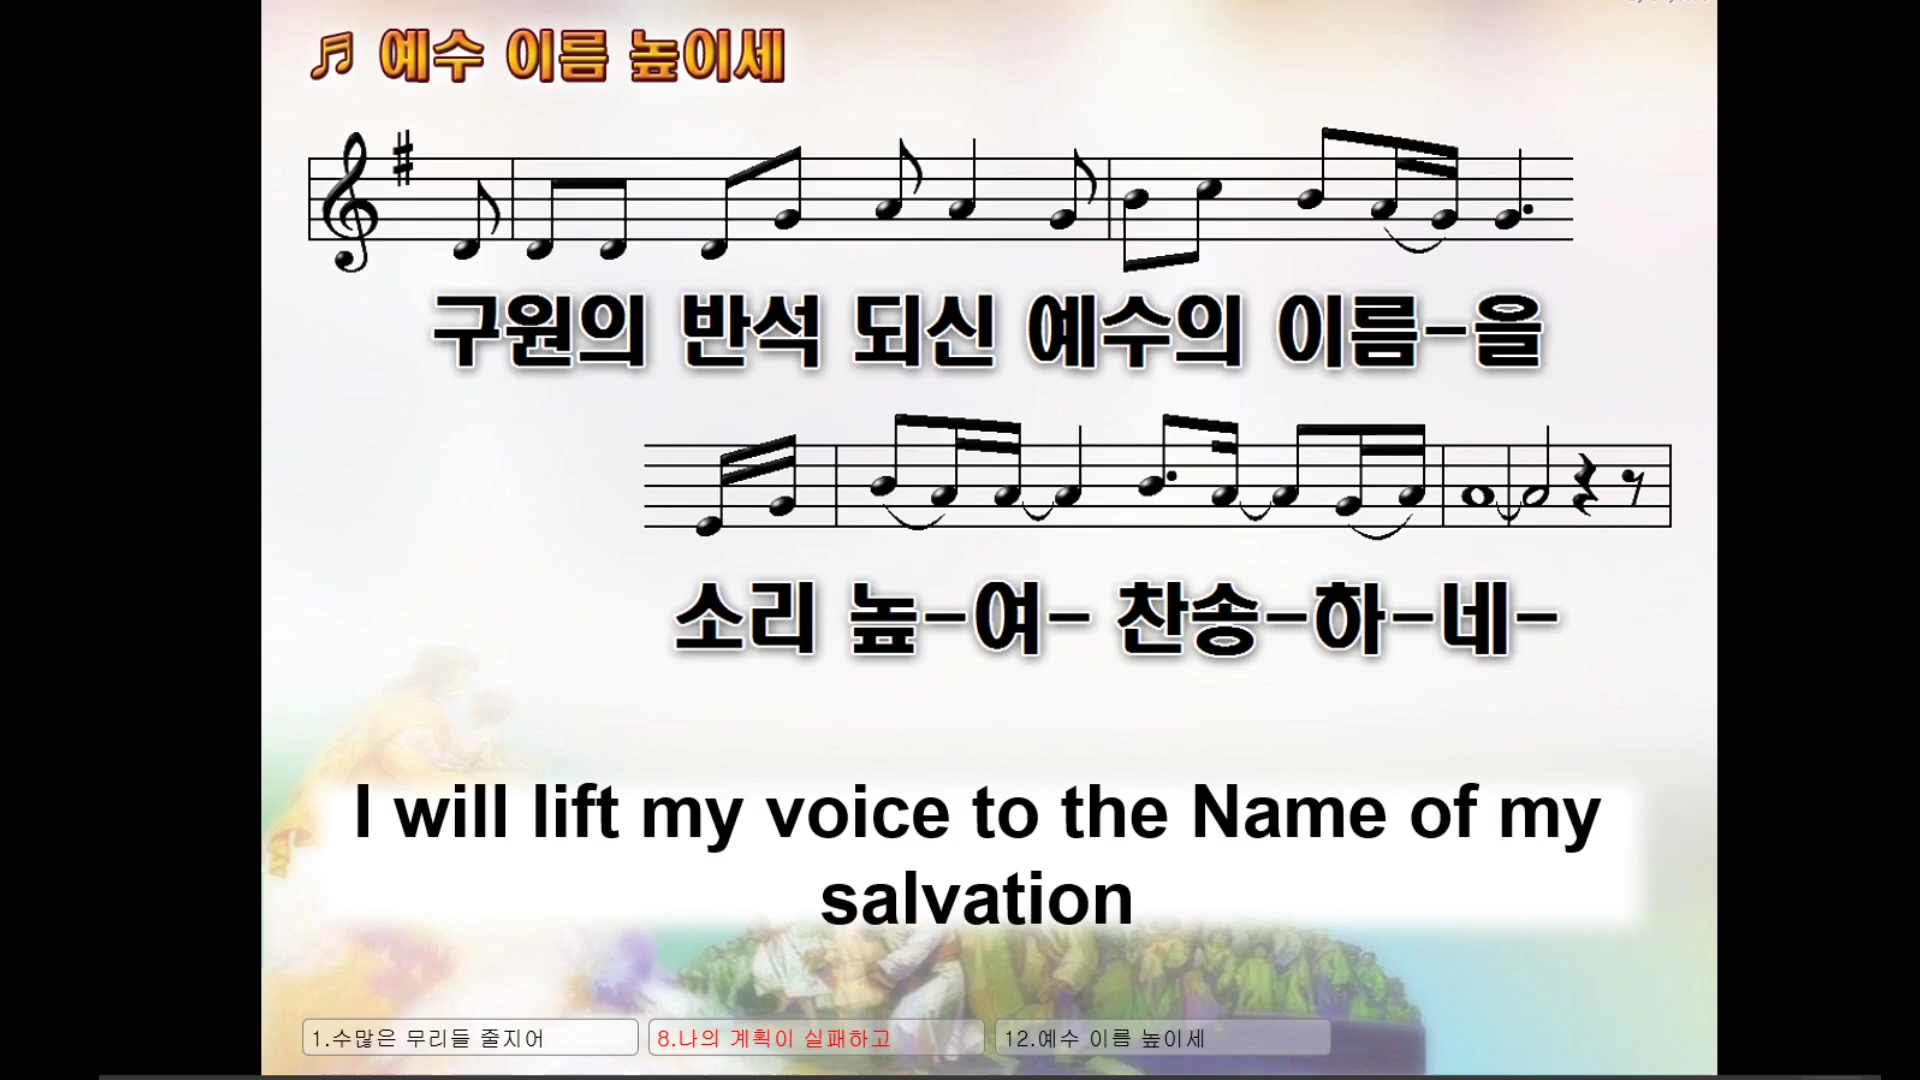 예수 이름 높이세
구원의 반석 되신 예수의 이름-을
소리 높-여- 찬송-하-네-
I will lift my voice to the Name of my
salvation
1.수많은 무리들 줄지어
8.나의 계획이 실패하고
12.예수 이름 높이세